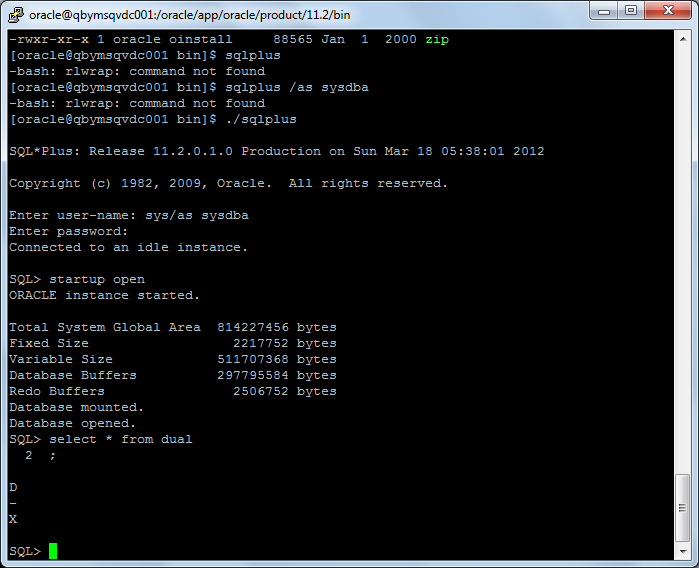 oracle@qbymsqvdc001:/oracle/app/oracle/product/11.2/bin
-rwxr-xr-x 1 oracle oinstall    88565 Jan  1  2000 zip
[oracle@qbymsqvdc001 bin]$ sqlplus
-bash: rlwrap: command not found
[oracle@qbymsqvdc001 bin]$ sqlplus /as sysdba
-bash: rlwrap: command not found
[oracle@qbymsqvdc001 bin]$ ./sqlplus
SQL*Plus: Release 11.2.0.1.0 Production on Sun Mar 18 05:38:01 2012
Copyright (c) 1982, 2009, Oracle.  All rights reserved.
Enter user-name: sys/as sysdba
Enter password:
Connected to an idle instance.
SQL> startup open
ORACLE instance started.
Total System Global Area  814227456 bytes
Fixed Size                  2217752 bytes
Variable Size             511707368 bytes
Database Buffers          297795584 bytes
Redo Buffers                2506752 bytes
Database mounted.
Database opened.
SQL> select * from dual
  2  ;
D
-
X
SQL>